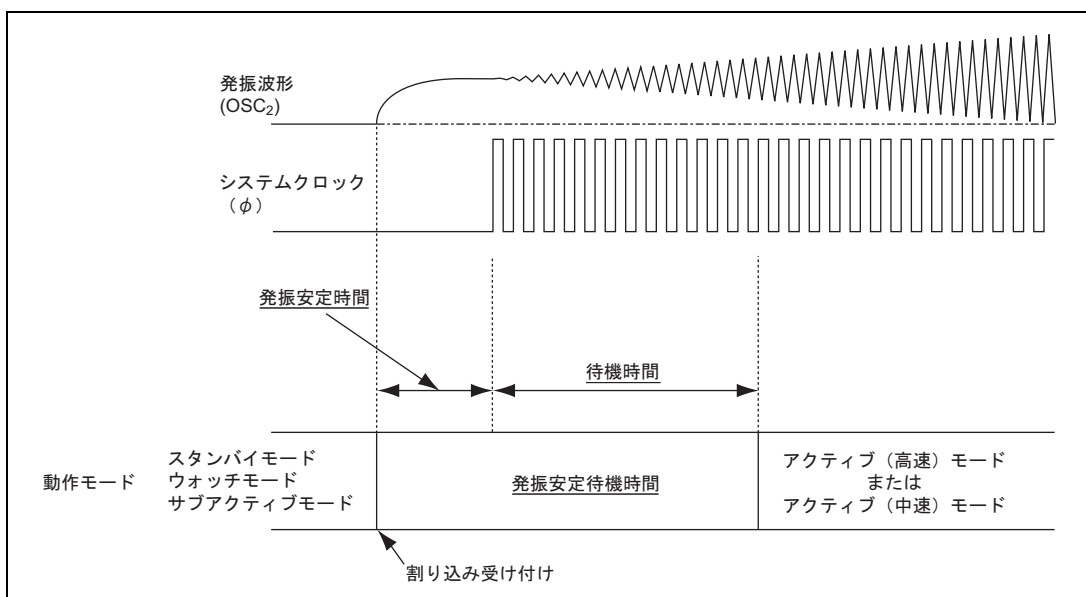 発振波形
(OSC2)
システムクロック
（φ）
発振安定時間
待機時間
動作モード
スタンバイモード
ウォッチモード
サブアクティブモード
発振安定待機時間
アクティブ（高速）モード
または
アクティブ（中速）モード
割り込み受け付け